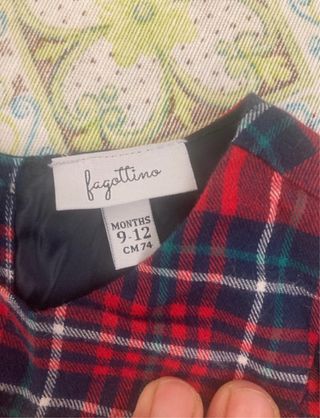 fagottino
MONTHS
9-12
CM 74